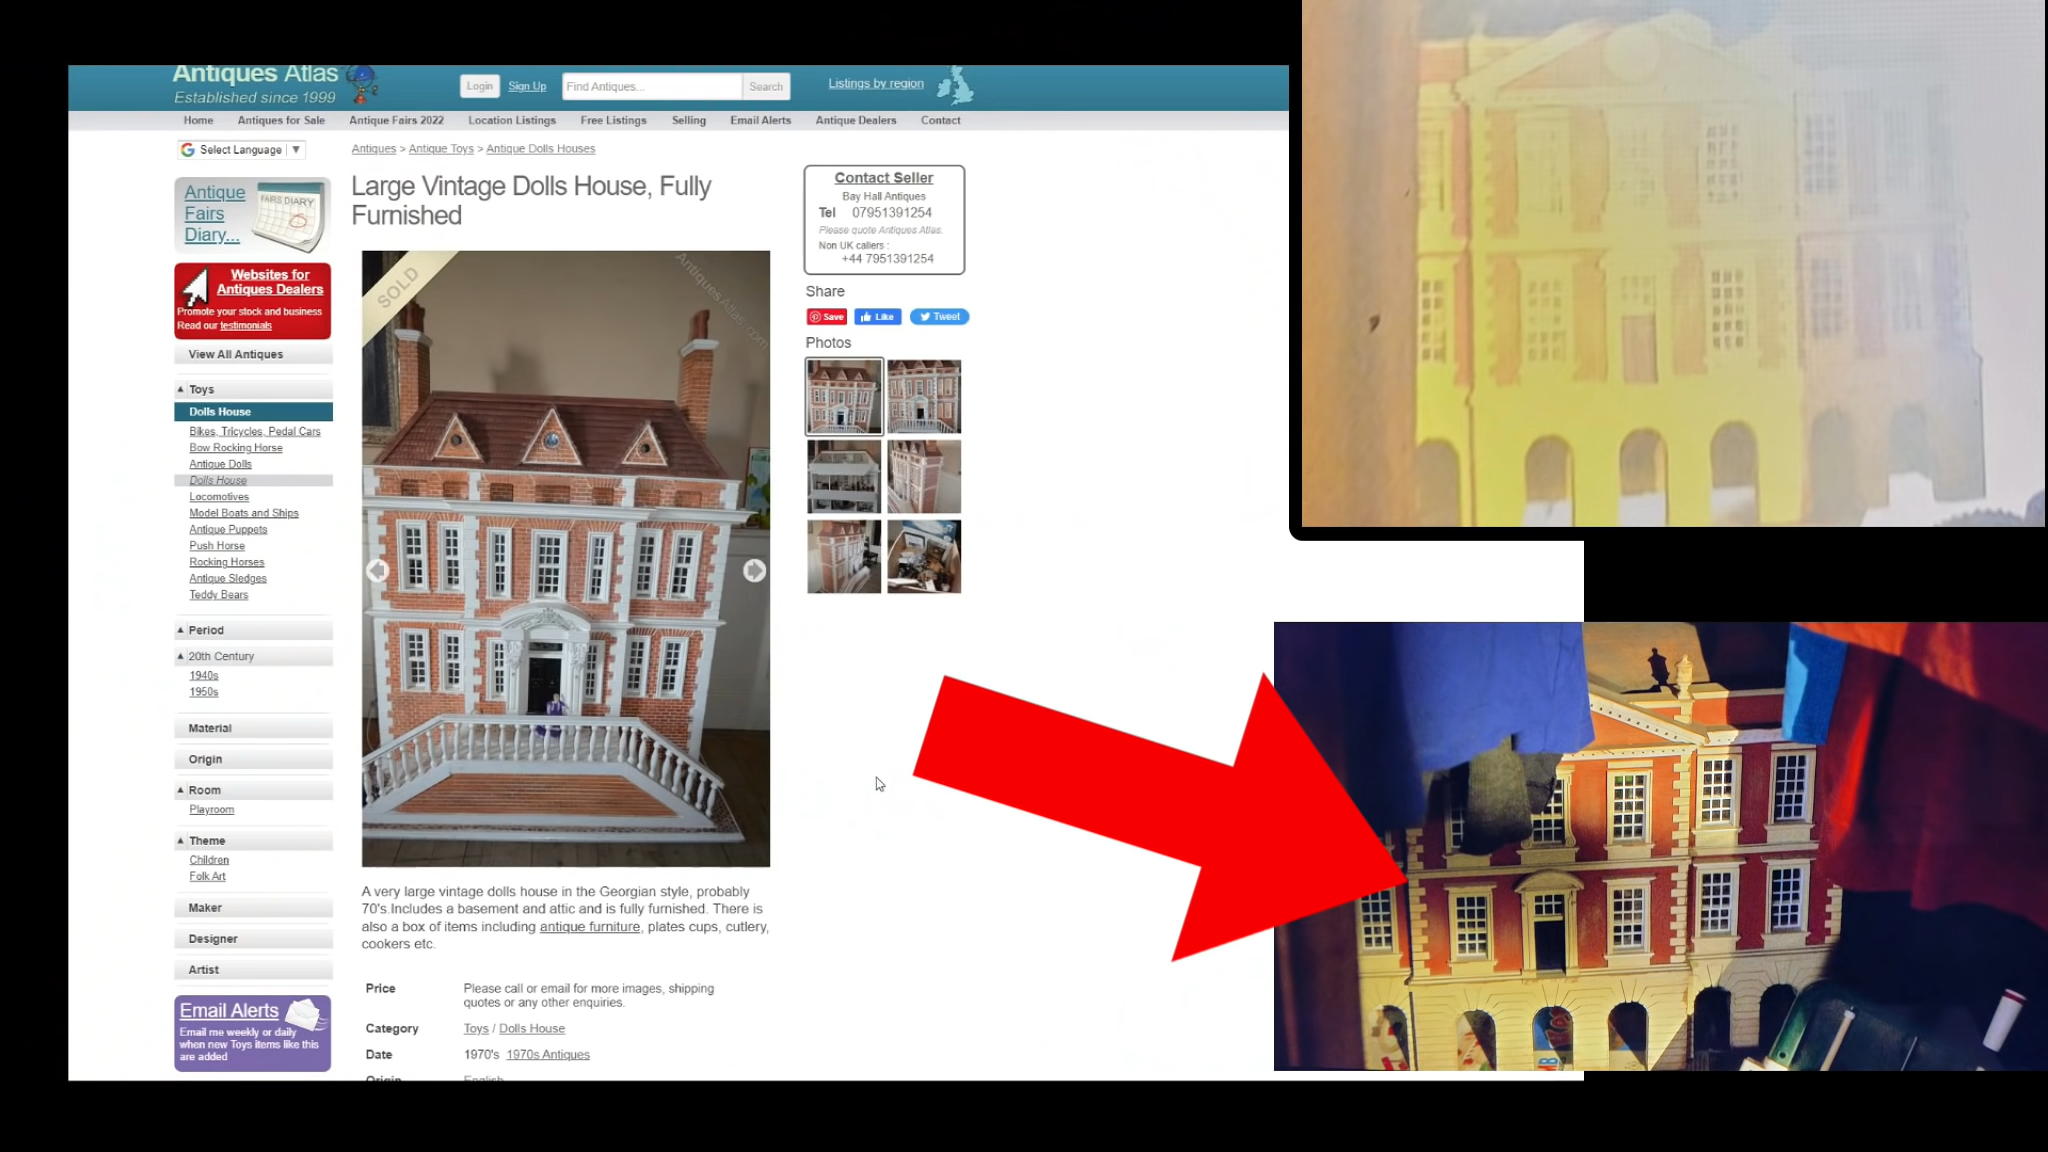 Antiques Atlas
Established since 1999
Login
Sign Up
Find Antiques...
Search
Listings by region
Home
Antiques for Sale
Antique Fairs 2022
Location Listings
Free Listings
Selling
Email Alerts
Antique Dealers
Contact
Select Language
Antiques > Antique Toys > Antique Dolls Houses
Antique
Fairs
Diary...
FAIRS DIARY
Websites for
Antiques Dealers
Promote your stock and business
Read our testimonials
View All Antiques
Toys
Dolls House
Bikes, Tricycles, Pedal Cars
Bow Rocking Horse
Antique Dolls
Dolls House
Locomotives
Model Boats and Ships
Antique Puppets
Push Horse
Rocking Horses
Antique Sledges
Teddy Bears
Period
20th Century
1940s
1950s
Material
Origin
Room
Playroom
Theme
Children
Folk Art
Maker
Designer
Artist
Email Alerts
Email me weekly or daily
when new Toys items like this
are added
Large Vintage Dolls House, Fully
Furnished
SOLD
AntiquesAtlas.com
A very large vintage dolls house in the Georgian style, probably
70's.Includes a basement and attic and is fully furnished. There is
also a box of items including antique furniture, plates cups, cutlery,
cookers etc.
Price
Please call or email for more images, shipping
quotes or any other enquiries.
Category
Toys / Dolls House
Date
1970's 1970s Antiques
Origin
English
Contact Seller
Bay Hall Antiques
Tel 07951391254
Please quote Antiques Atlas.
Non UK callers :
+44 7951391254
Share
Save
Like
Tweet
Photos